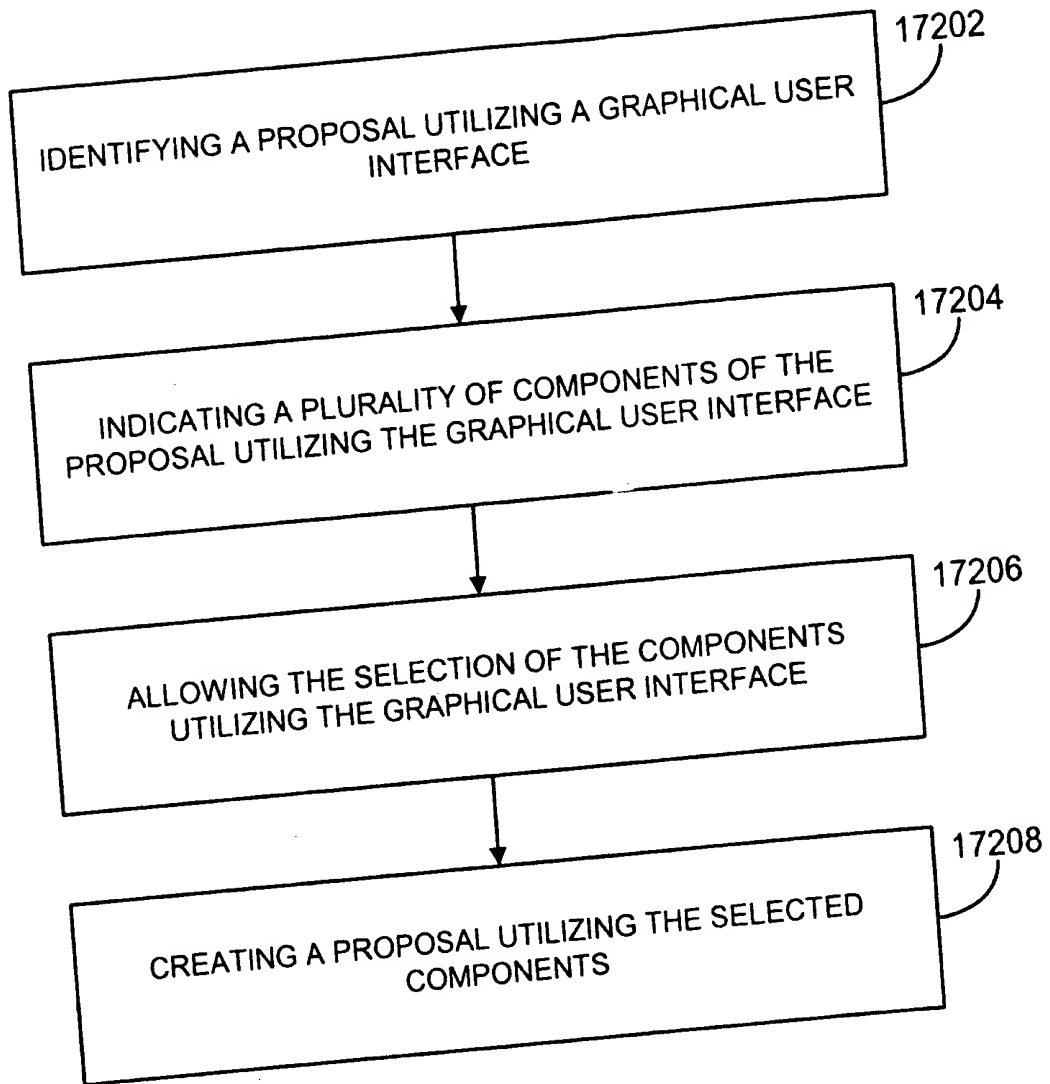 17202
IDENTIFYING A PROPOSAL UTILIZING A GRAPHICAL USER
INTERFACE
17204
INDICATING A PLURALITY OF COMPONENTS OF THE
PROPOSAL UTILIZING THE GRAPHICAL USER INTERFACE
17206
ALLOWING THE SELECTION OF THE COMPONENTS
UTILIZING THE GRAPHICAL USER INTERFACE
17208
CREATING A PROPOSAL UTILIZING THE SELECTED
COMPONENTS